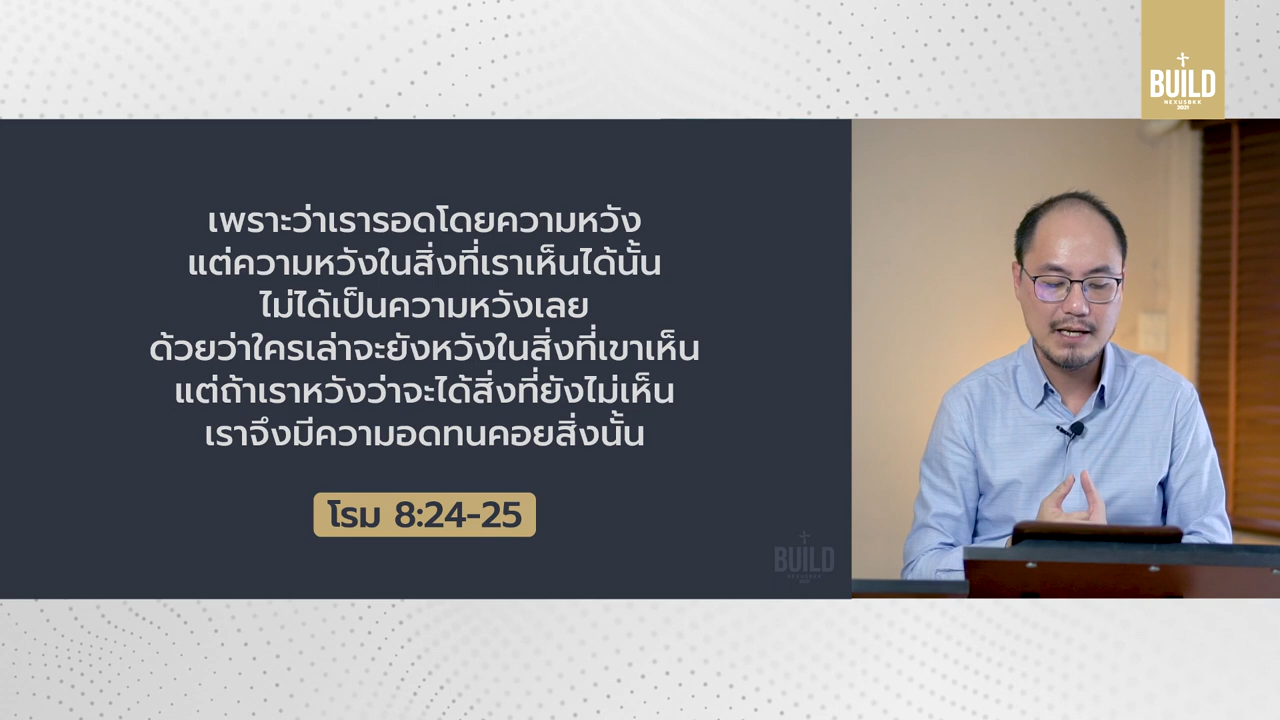 BUILD
NEXUSBKK
2021
เพราะว่าเรารอดโดยความหวัง
แต่ความหวังในสิ่งที่เราเห็นได้นั้น
ไม่ได้เป็นความหวังเลย
ด้วยว่าใครเล่าจะยังหวังในสิ่งที่เขาเห็น
แต่ถ้าเราหวังว่าจะได้สิ่งที่ยังไม่เห็น
เราจึงมีความอดทนคอยสิ่งนั้น
โรม 8:24-25
BUILD
NEXUSBKK
2021